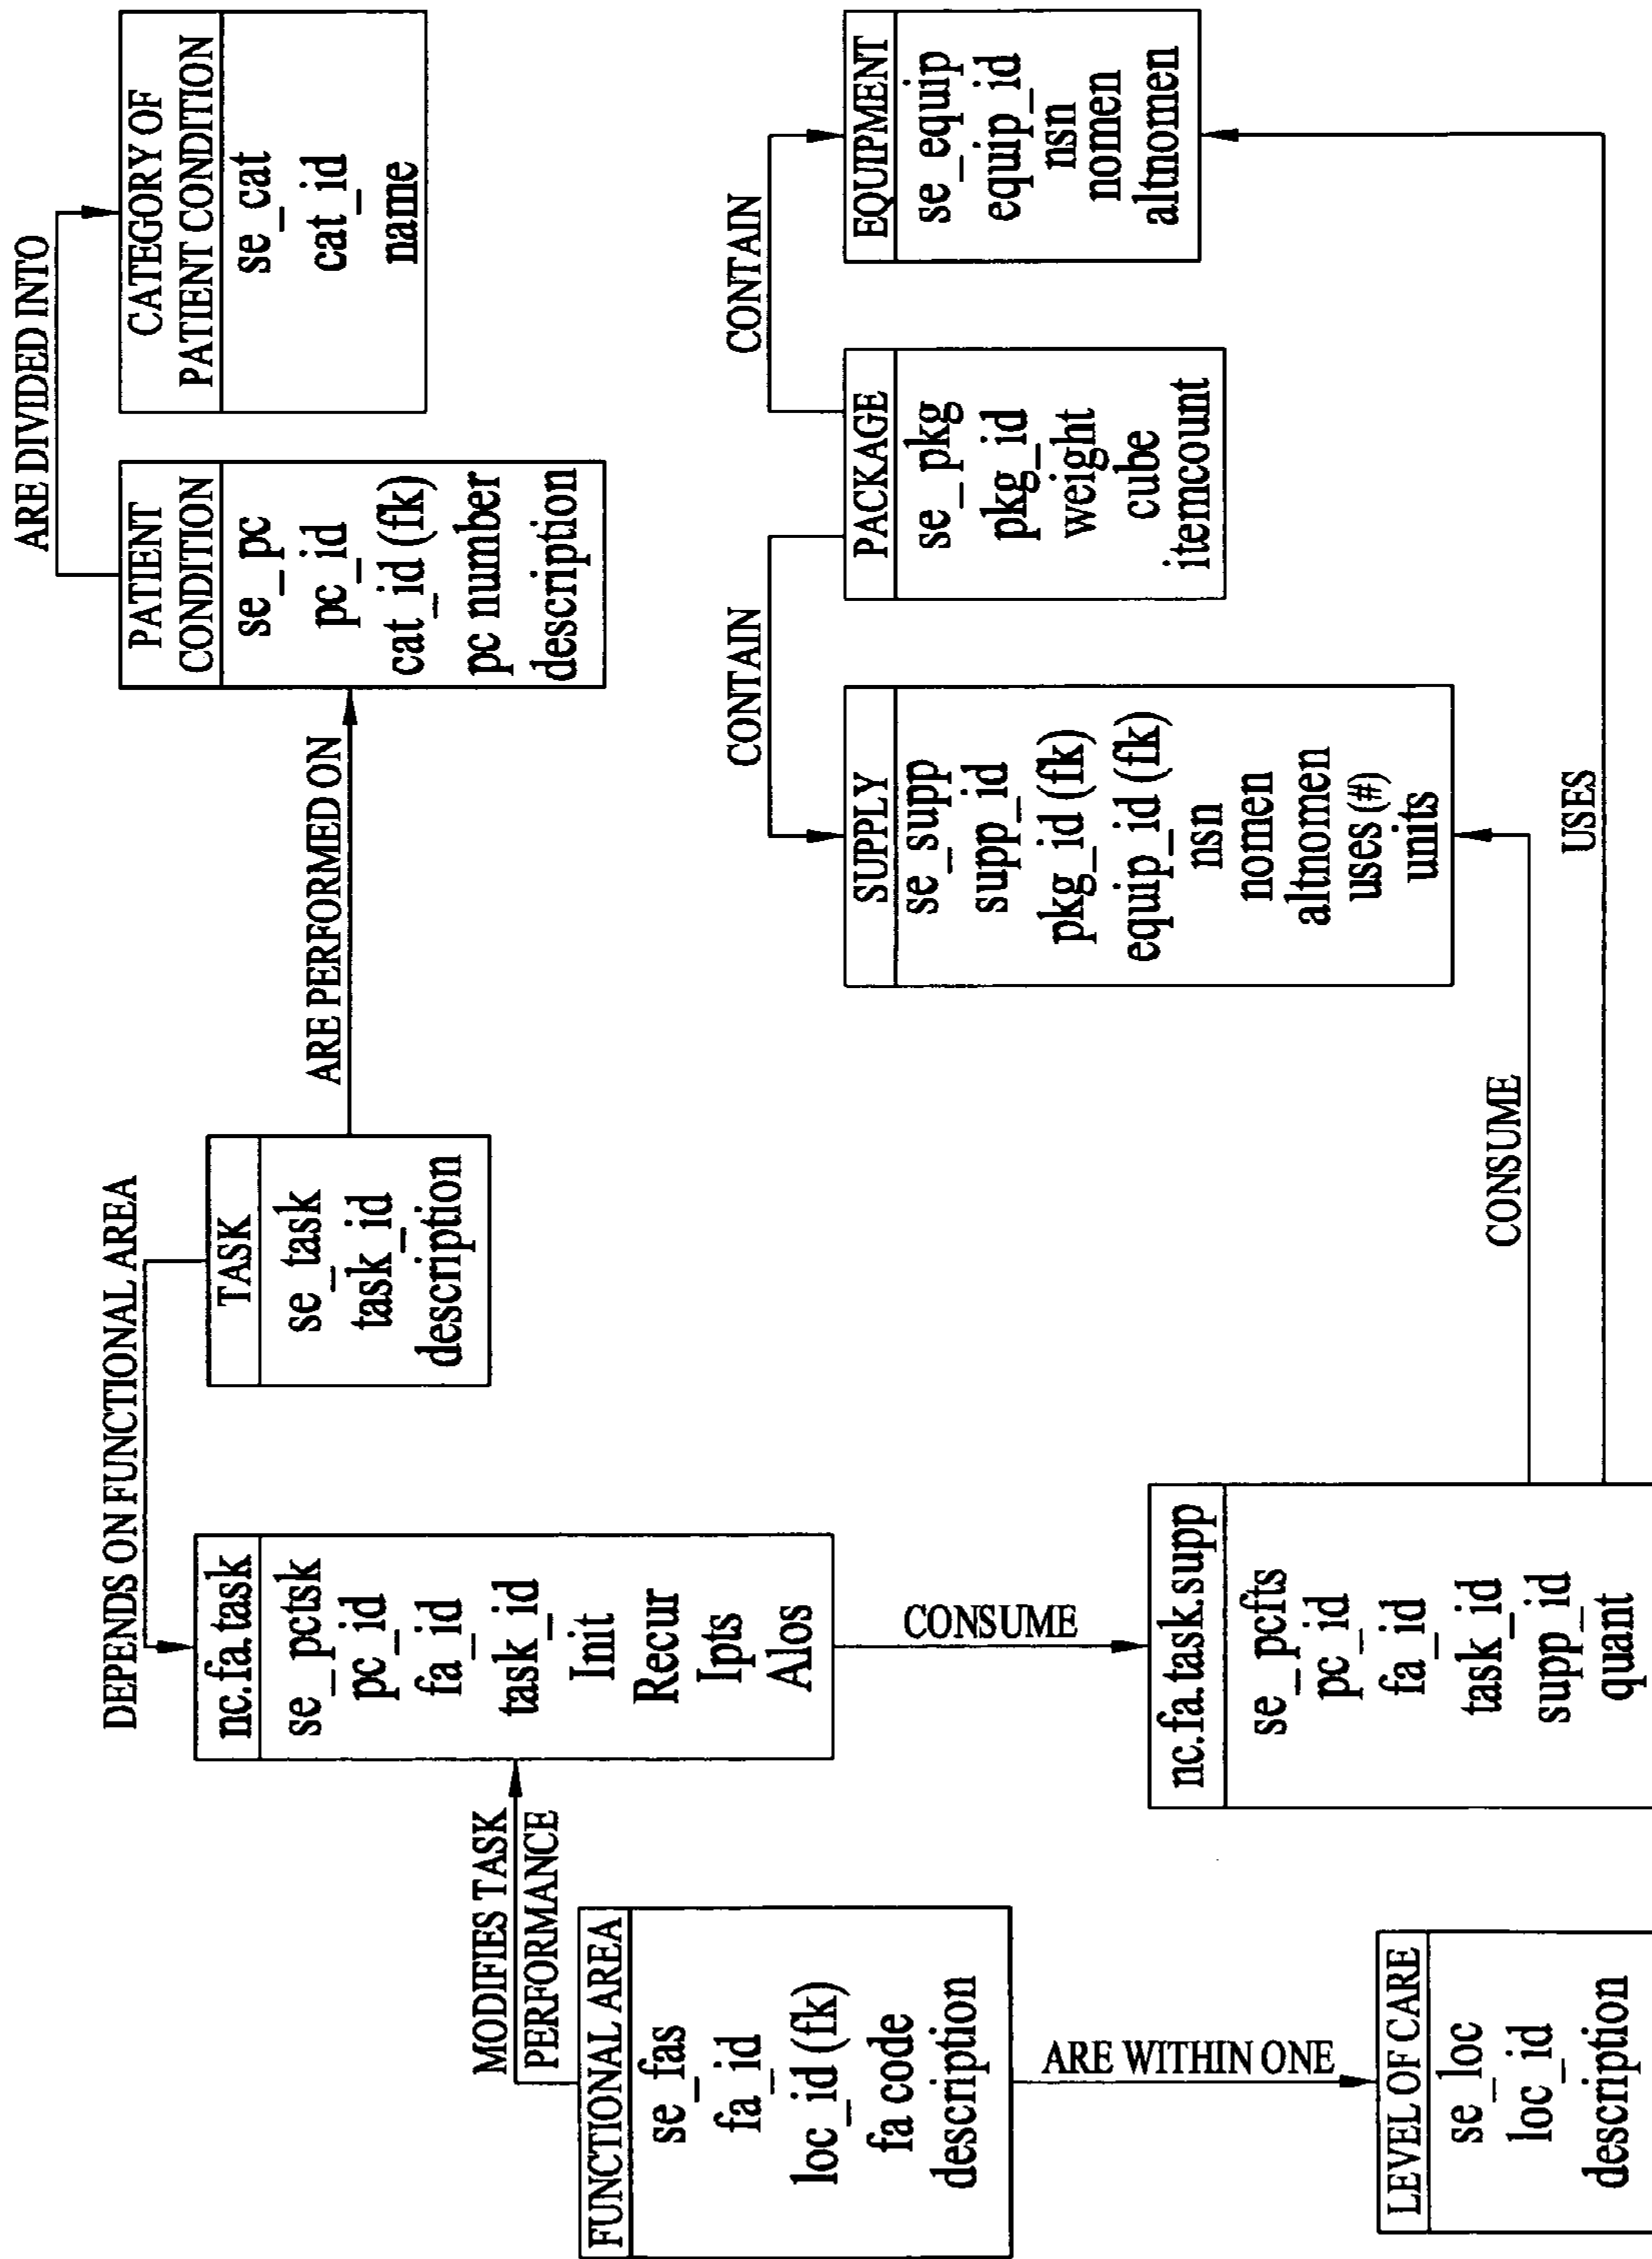 DEPENDS ON FUNCTIONAL AREA
ARE DIVIDED INTO
nc.fa.task
se_pctsk
pc_id
fa_id
task_id
Init
Recur
Ipts
Alos
TASK
se_task
task_id
description
ARE PERFORMED ON
PATIENT
CONDITION
se_pc
pc_id
cat_id (fk)
pc number
description
CATEGORY OF
PATIENT CONDITION
se_cat
cat_id
name
MODIFIES TASK
PERFORMANCE
FUNCTIONAL AREA
se_fas
fa_id
loc_id (fk)
fa code
description
CONSUME
ARE WITHIN ONE
CONTAIN
CONTAIN
SUPPLY
se_supp
supp_id
pkg_id (fk)
equip_id (fk)
nsn
nomen
altnomen
uses (#)
units
PACKAGE
se_pkg
pkg_id
weight
cube
itemcount
EQUIPMENT
se_equip
equip_id
nsn
nomen
altnomen
LEVEL OF CARE
se_loc
loc_id
description
nc.fa.task.supp
se_pcfts
pc_id
fa_id
task_id
supp_id
quant
CONSUME
USES